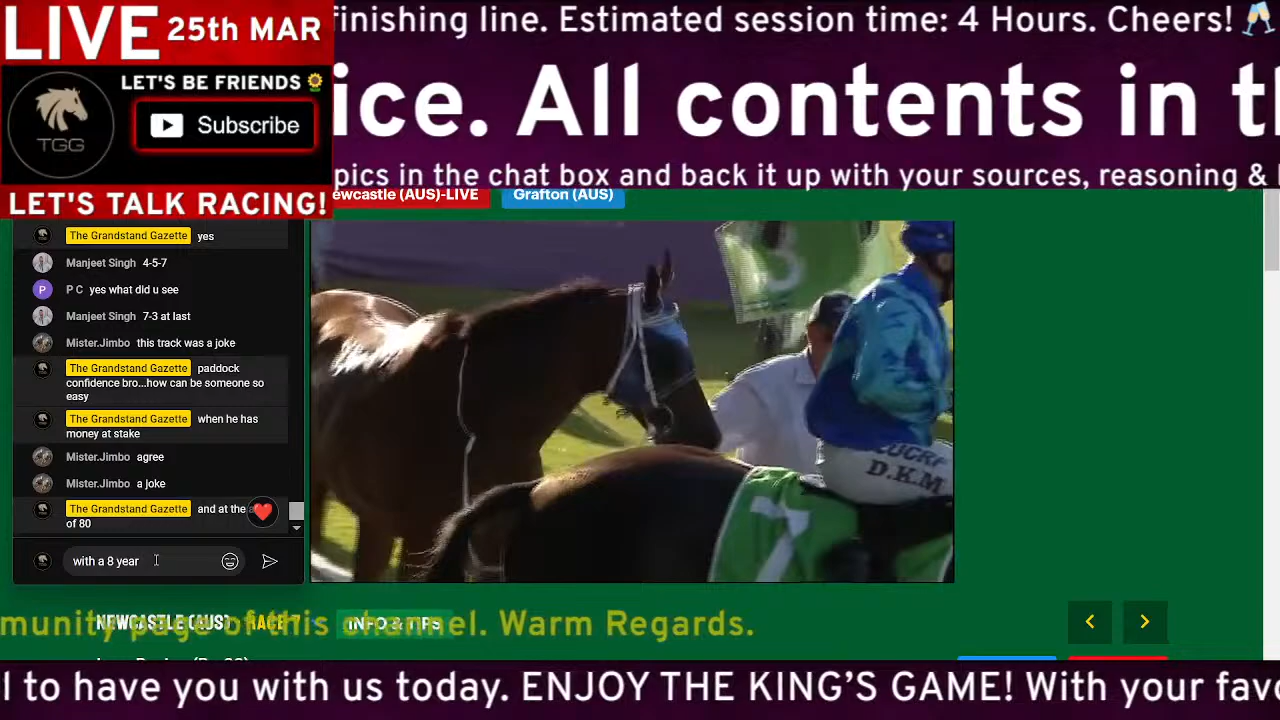 LIVE 25th MAR
finishing line. Estimated session time: 4 Hours. Cheers!
LET'S BE FRIENDS
Subscribe
TGG
ice. All contents in
pics in the chat box and back it up with your sources, reasoning &
LET'S TALK RACING!
ewcastle (AUS)-LIVE
Grafton (AUS)
The Grandstand Gazette yes
Manjeet Singh 4-5-7
P
P C yes what did u see
Manjeet Singh 7-3 at last
Mister.Jimbo this track was a joke
The Grandstand Gazette paddock
confidence bro...how can be someone so
easy
The Grandstand Gazette when he has
money at stake
Mister.Jimbo agree
Mister.Jimbo a joke
The Grandstand Gazette and at the
of 80
with a 8 year
3
D.K.M
7
NEWCASTLE (AUS) - RACE 7
INFO & TIPS
munity page of this channel. Warm Regards.
l to have you with us today. ENJOY THE KING'S GAME! With your favo